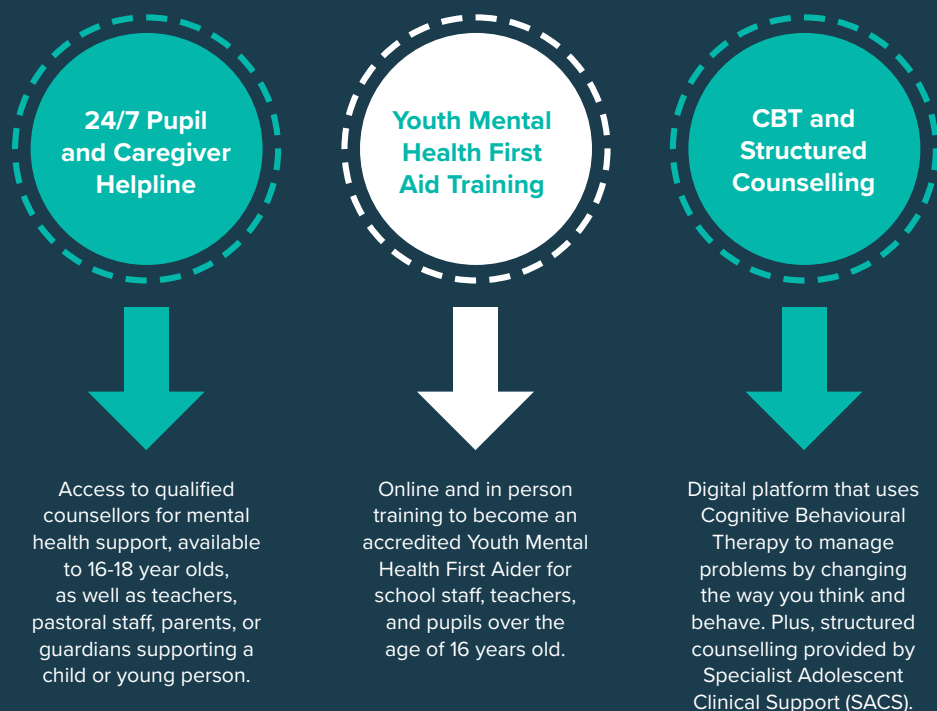 24/7 Pupil
and Caregiver
Helpline
Access to qualified
counsellors for mental
health support, available
to 16-18 year olds,
as well as teachers,
pastoral staff, parents, or
guardians supporting a
child or young person.
Youth Mental
Health First
Aid Training
Online and in person
training to become an
accredited Youth Mental
Health First Aider for
school staff, teachers,
and pupils over the
age of 16 years old.
CBT and
Structured
Counselling
Digital platform that uses
Cognitive Behavioural
Therapy to manage
problems by changing
the way you think and
behave. Plus, structured
counselling provided by
Specialist Adolescent
Clinical Support (SACS).